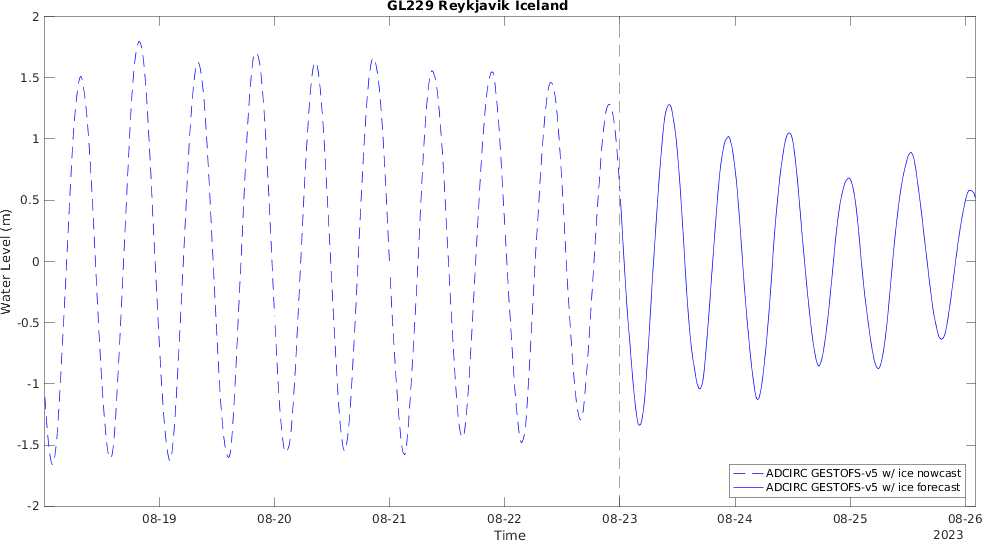 GL229 Reykjavik Iceland
2
1.5
1
0.5
0
-0.5
-1
-1.5
-2
Water Level (m)
08-19 08-20 08-21 08-22 08-23 08-24 08-25 08-26
Time
2023
ADCIRC GESTOFS-v5 w/ ice nowcast
ADCIRC GESTOFS-v5 w/ ice forecast